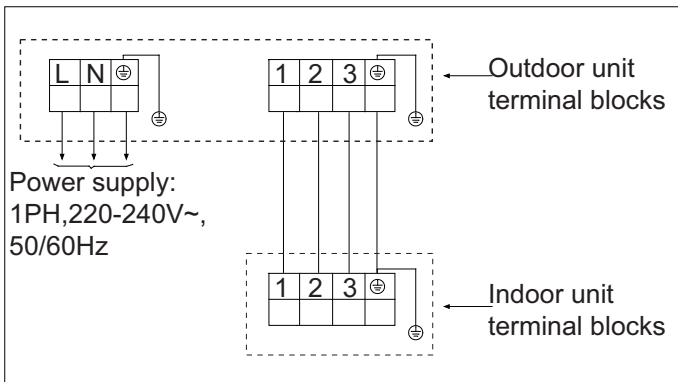 L N ⏚
1 2 3 ⏚
Outdoor unit
terminal blocks
Power supply:
1PH,220-240V~,
50/60Hz
1 2 3 ⏚
Indoor unit
terminal blocks